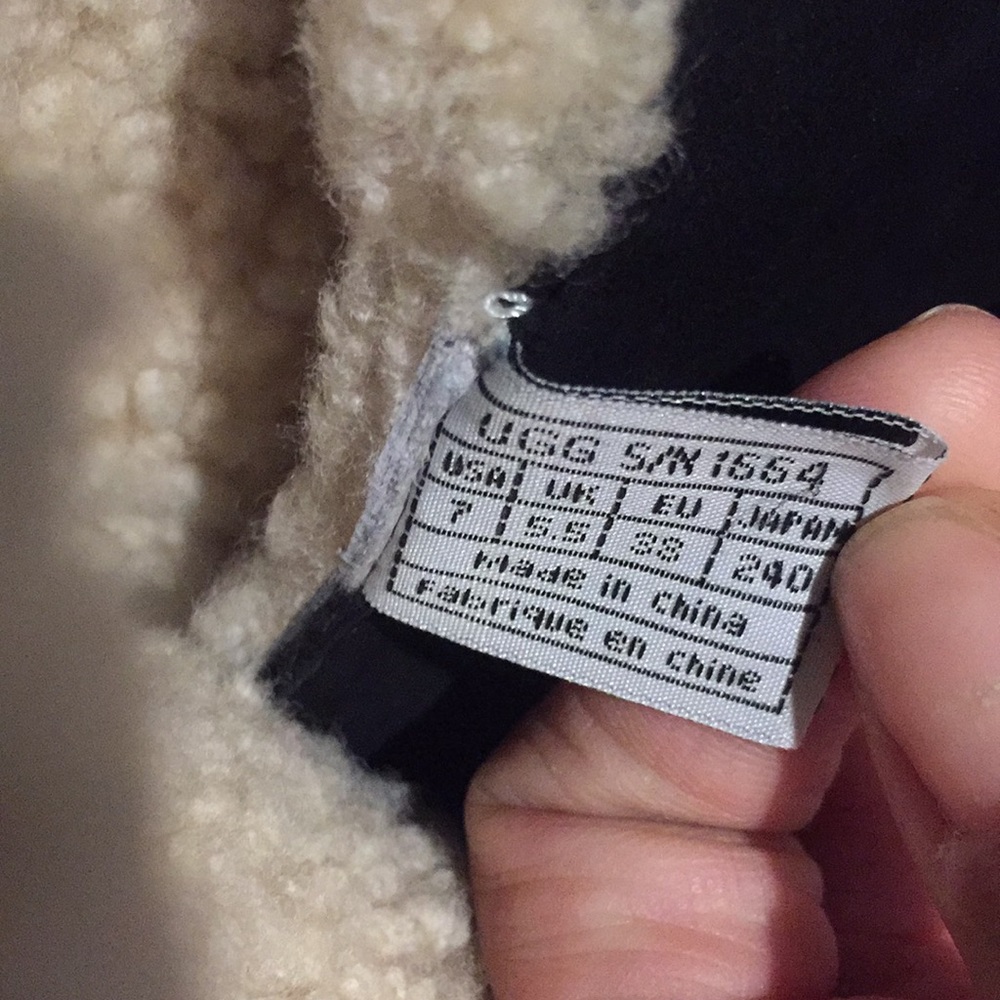 UGG S/N 1664
USA UK EU JAPAN
7 5.5 38 240
Made in china
Fabrique en chine